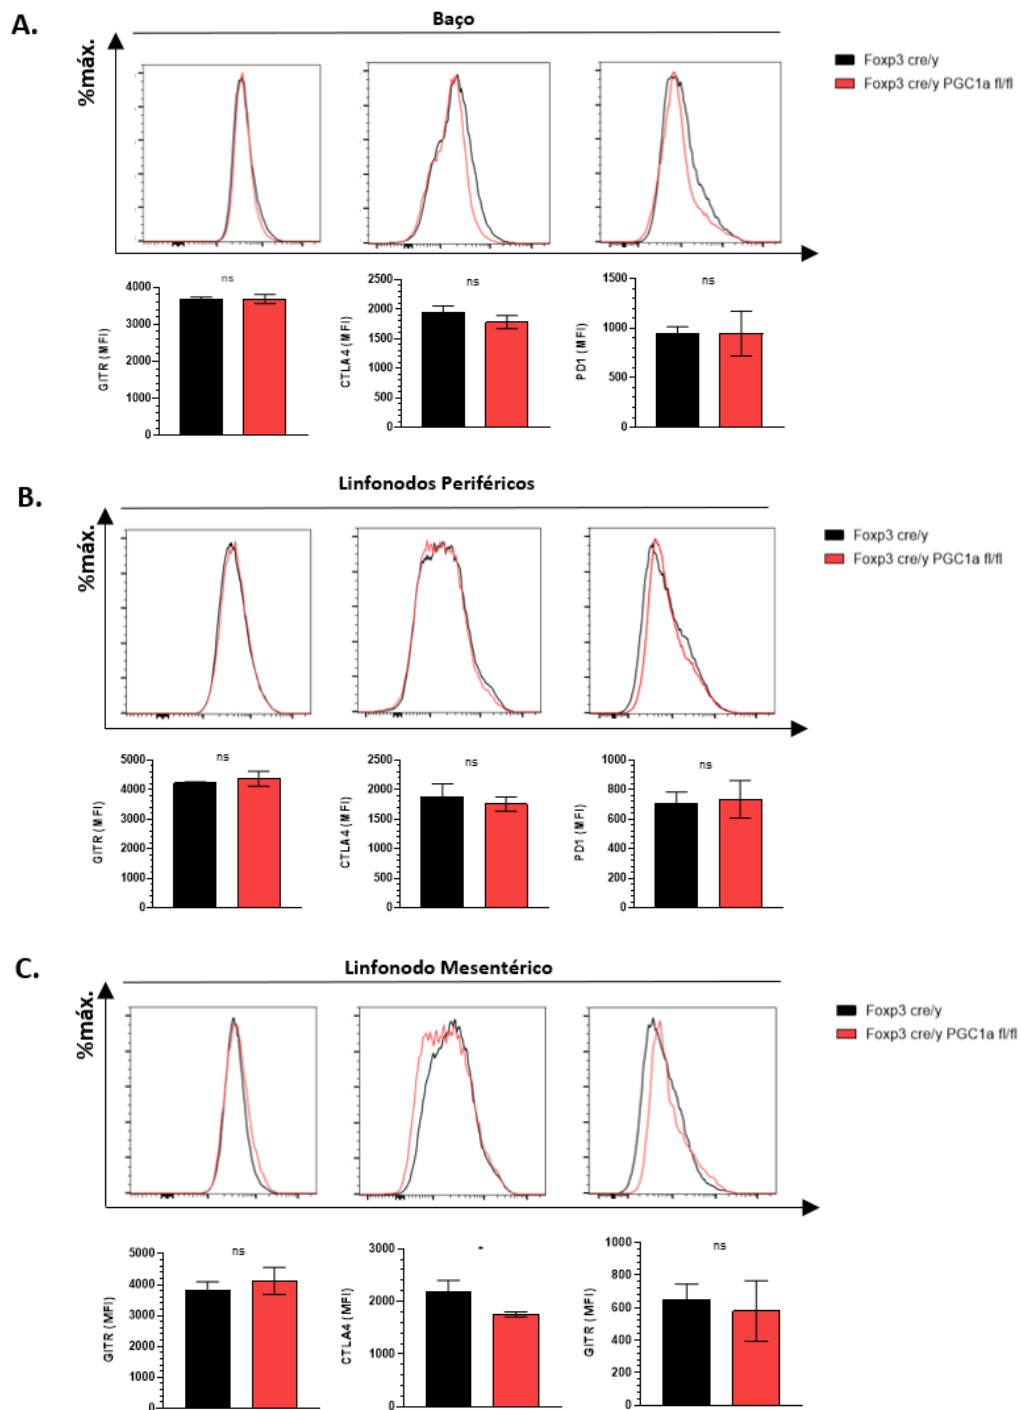 A.
Baço
%máx.
Foxp3 cre/y
Foxp3 cre/y PGC1a fl/fl
ns
GITR (MFI)
4000
3000
2000
1000
0
ns
CTLA4 (MFI)
2500
2000
1500
1000
500
0
ns
PD1 (MFI)
1500
1000
500
0
B.
Linfonodos Periféricos
%máx.
Foxp3 cre/y
Foxp3 cre/y PGC1a fl/fl
ns
GITR (MFI)
5000
4000
3000
2000
1000
0
ns
CTLA4 (MFI)
2500
2000
1500
1000
500
0
ns
PD1 (MFI)
1000
800
600
400
200
0
C.
Linfonodo Mesentérico
%máx.
Foxp3 cre/y
Foxp3 cre/y PGC1a fl/fl
ns
GITR (MFI)
5000
4000
3000
2000
1000
0
*
CTLA4 (MFI)
3000
2000
1000
0
ns
GITR (MFI)
1000
800
600
400
200
0